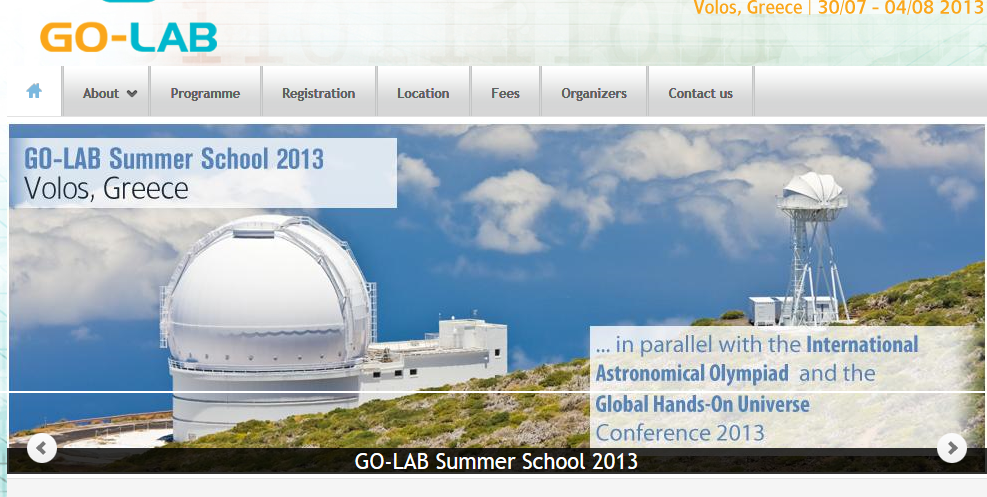 Volos, Greece | 30/07 - 04/08 2013
GO-LAB
About
Programme
Registration
Location
Fees
Organizers
Contact us
GO-LAB Summer School 2013
Volos, Greece
... in parallel with the International
Astronomical Olympiad and the
Global Hands-On Universe
Conference 2013
GO-LAB Summer School 2013